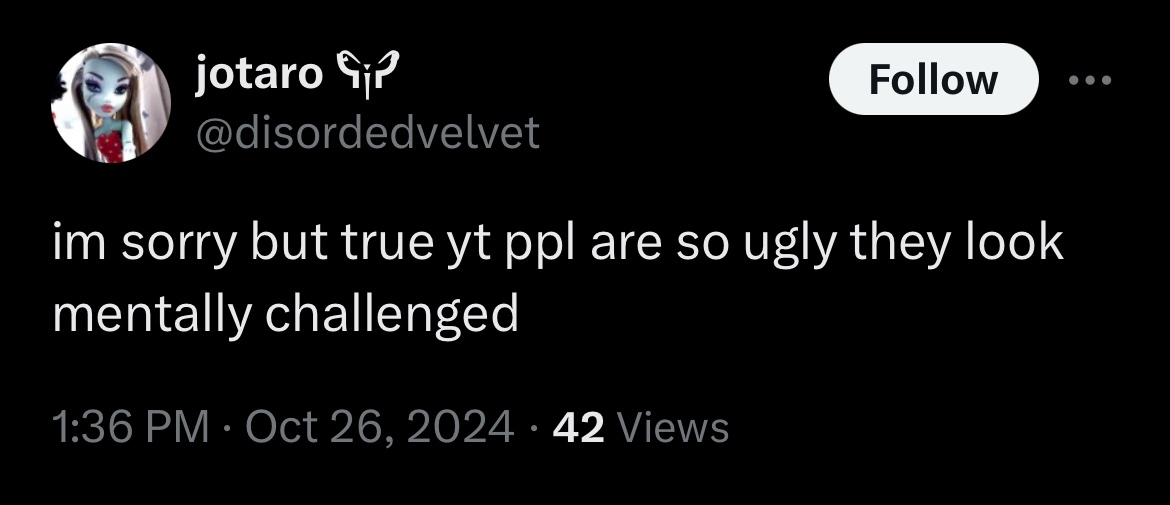 jotaro
Follow
@disordedvelvet
im sorry but true yt ppl are so ugly they look
mentally challenged
1:36 PM · Oct 26, 2024 · 42 Views